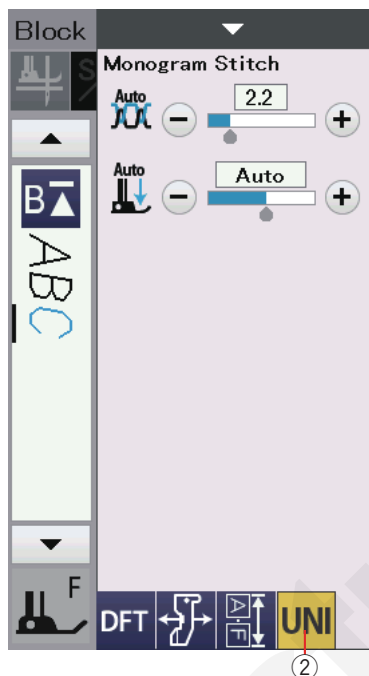 Block
S
Monogram Stitch
Auto
2.2
Auto
Auto
B
ABC
F
DFT
A-F
UNI
2